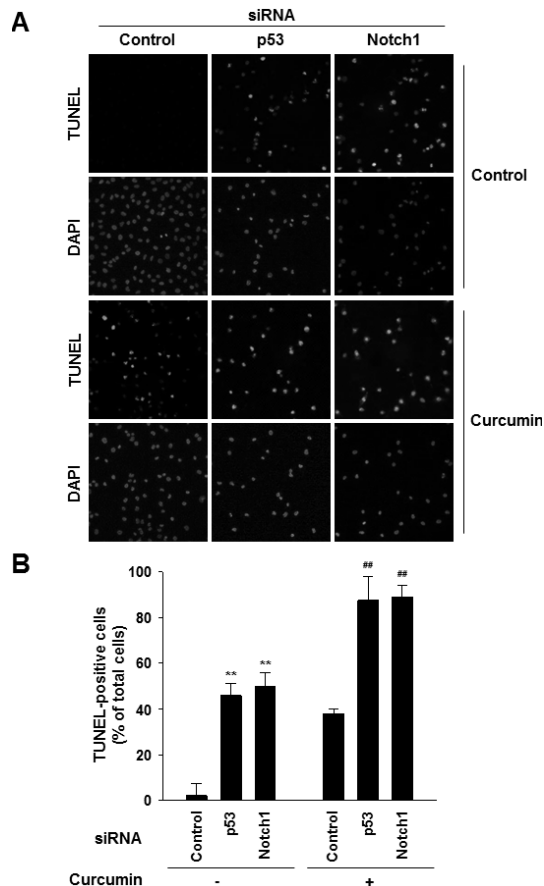 A
siRNA
Control p53 Notch1
TUNEL
DAPI
Control
TUNEL
DAPI
Curcumin
B
TUNEL-positive cells
(% of total cells)
100
80
60
40
20
0
** ** ## ##
siRNA Control p53 Notch1 Control p53 Notch1
Curcumin - +